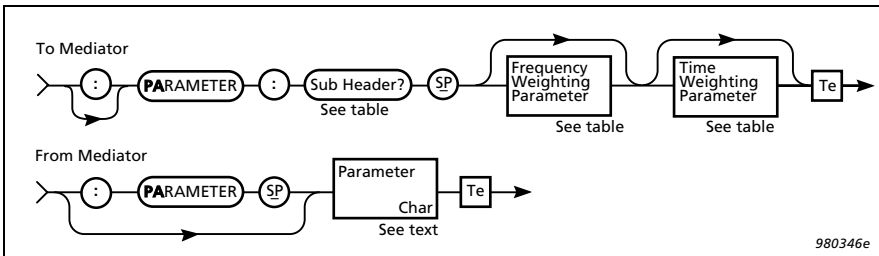 To Mediator
: PARAMETER : Sub Header? SP Frequency Weighting Parameter Time Weighting Parameter Te
See table See table See table
From Mediator
: PARAMETER SP Parameter Char Te
See text
980346e